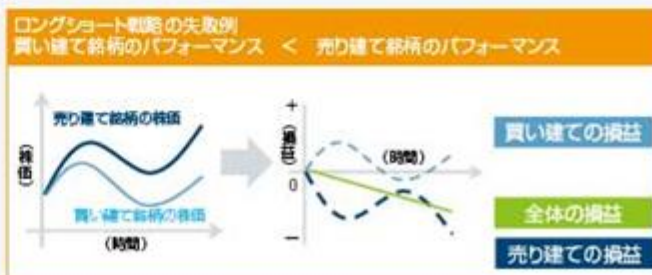 ロングショート戦略の失敗例
買い建て銘柄のパフォーマンス < 売り建て銘柄のパフォーマンス
売り建て銘柄の株価
(株価)
買い建て銘柄の株価
(時間)
+
(損益)
0
−
(時間)
買い建ての損益
全体の損益
売り建ての損益